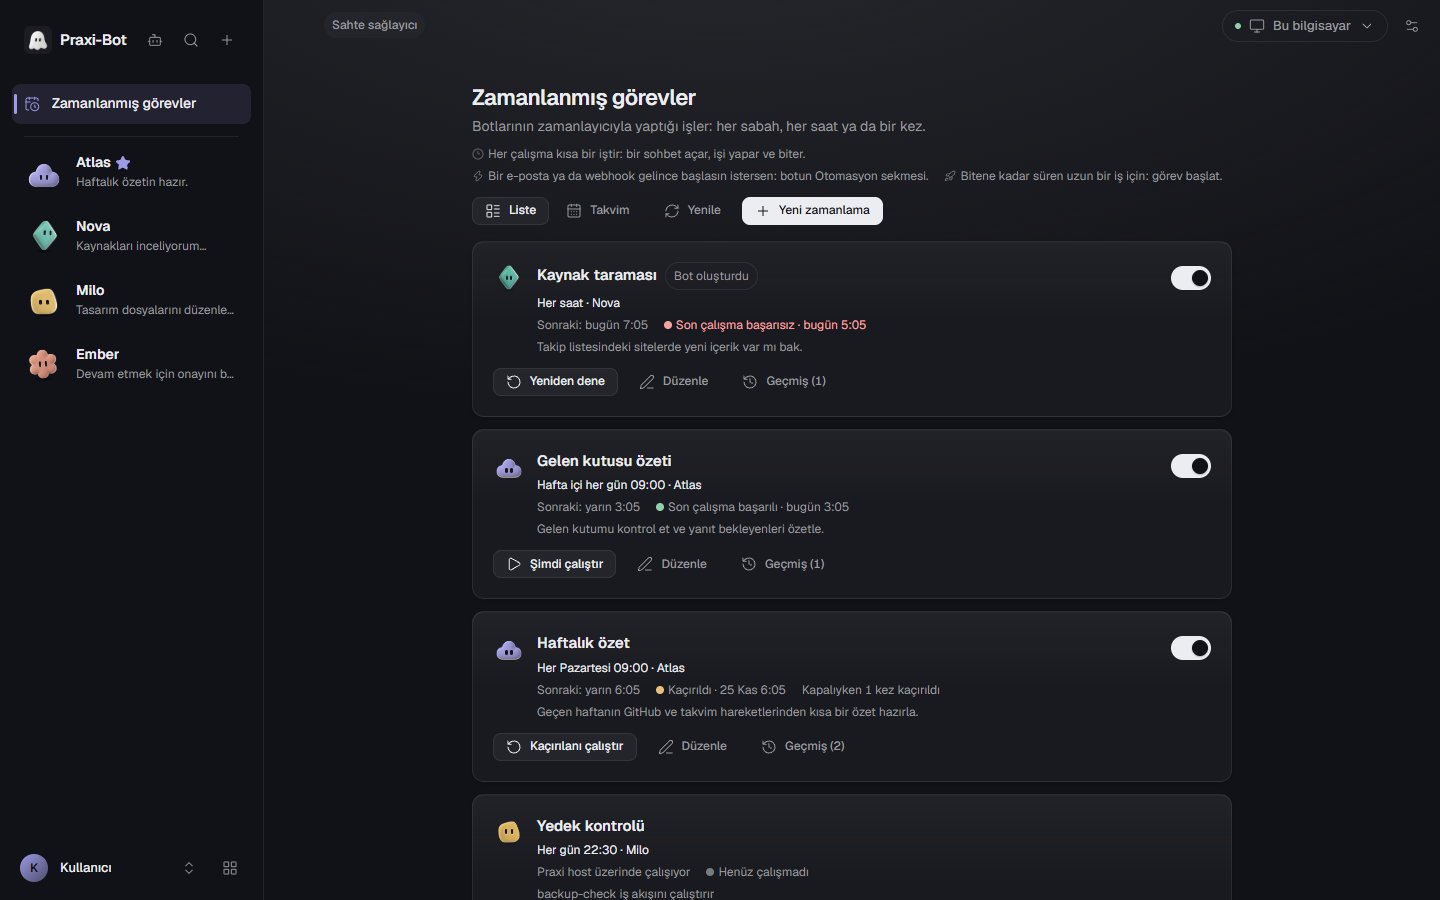 Praxi-Bot
Zamanlanmış görevler
Atlas
Haftalık özetin hazır.
Nova
Kaynakları inceliyorum…
Milo
Tasarım dosyalarını düzenle…
Ember
Devam etmek için onayını b…
K
Kullanıcı
Sahte sağlayıcı
Bu bilgisayar
Zamanlanmış görevler
Botlarının zamanlayıcıyla yaptığı işler: her sabah, her saat ya da bir kez.
Her çalışma kısa bir iştir: bir sohbet açar, işi yapar ve biter.
Bir e-posta ya da webhook gelince başlasın istersen: botun Otomasyon sekmesi. Bitene kadar süren uzun bir iş için: görev başlat.
Liste Takvim Yenile Yeni zamanlama
Kaynak taraması Bot oluşturdu
Her saat · Nova
Sonraki: bugün 7:05 Son çalışma başarısız · bugün 5:05
Takip listesindeki sitelerde yeni içerik var mı bak.
Yeniden dene Düzenle Geçmiş (1)
Gelen kutusu özeti
Hafta içi her gün 09:00 · Atlas
Sonraki: yarın 3:05 Son çalışma başarılı · bugün 3:05
Gelen kutumu kontrol et ve yanıt bekleyenleri özetle.
Şimdi çalıştır Düzenle Geçmiş (1)
Haftalık özet
Her Pazartesi 09:00 · Atlas
Sonraki: yarın 6:05 Kaçırıldı · 25 Kas 6:05 Kapalıyken 1 kez kaçırıldı
Geçen haftanın GitHub ve takvim hareketlerinden kısa bir özet hazırla.
Kaçırılanı çalıştır Düzenle Geçmiş (2)
Yedek kontrolü
Her gün 22:30 · Milo
Praxi host üzerinde çalışıyor Henüz çalışmadı
backup-check iş akışını çalıştırır